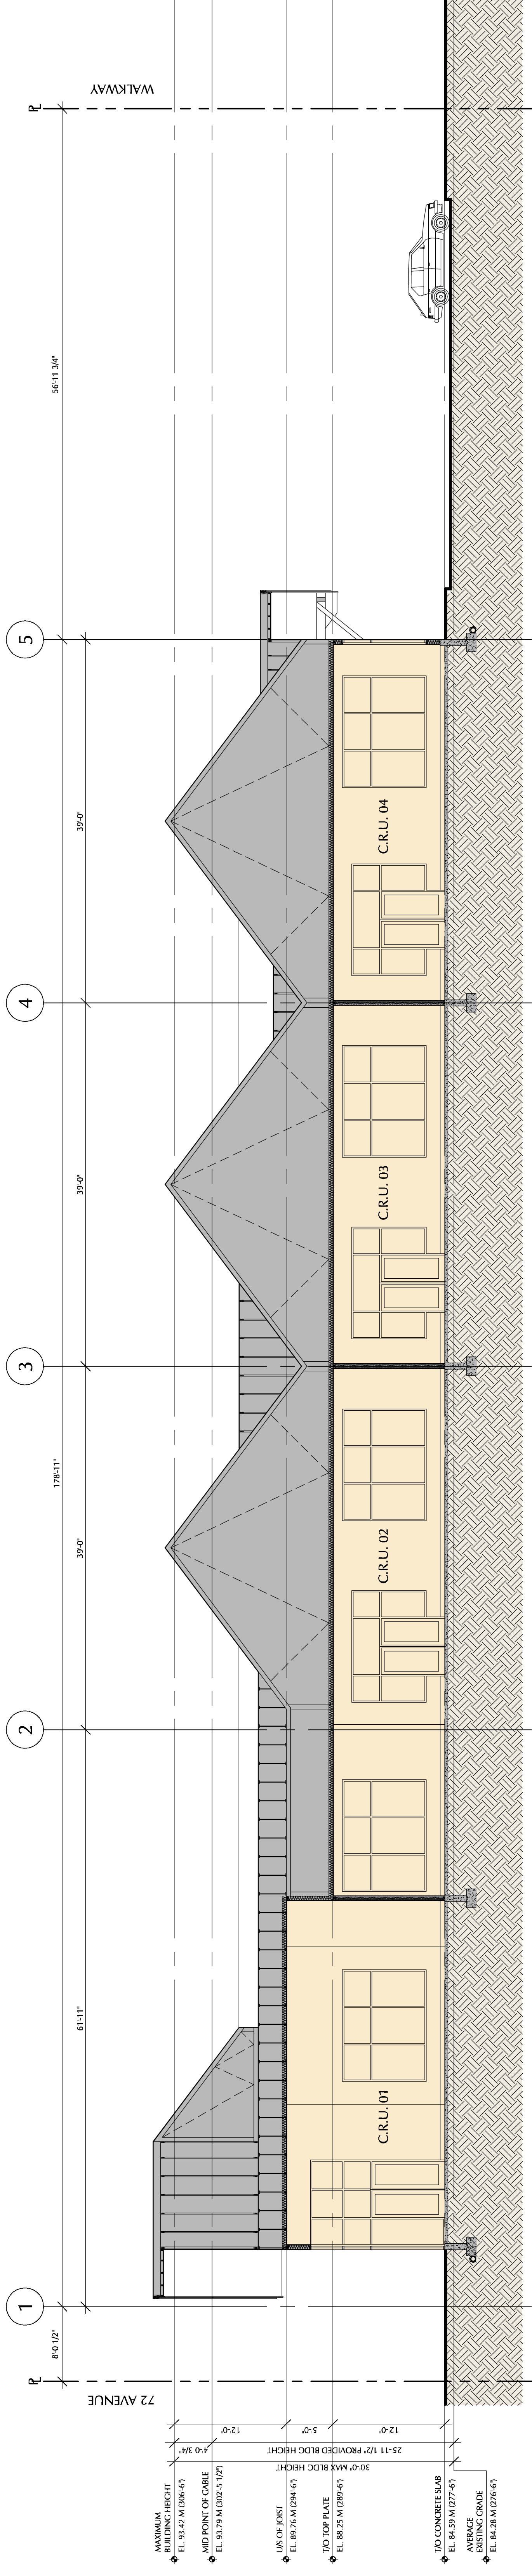 1
2
3
4
5
178'-11"
8'-0 1/2"
61'-11"
39'-0"
39'-0"
39'-0"
56'-11 3/4"
PL
PL
72 AVENUE
WALKWAY
MAXIMUM
BUILDING HEIGHT
EL. 93.42 M (306'-6")
MID POINT OF GABLE
EL. 93.79 M (302'-5 1/2")
U/S OF JOIST
EL. 89.76 M (294'-6")
T/O TOP PLATE
EL. 88.25 M (289'-6")
T/O CONCRETE SLAB
EL. 84.59 M (277'-6")
AVERAGE
EXISTING GRADE
EL. 84.28 M (276'-6")
12'-0"
5'-0"
12'-0"
4'-0 3/4"
25'-11 1/2" PROVIDED BLDG HEIGHT
30'-0" MAX BLDG HEIGHT
C.R.U. 01
C.R.U. 02
C.R.U. 03
C.R.U. 04